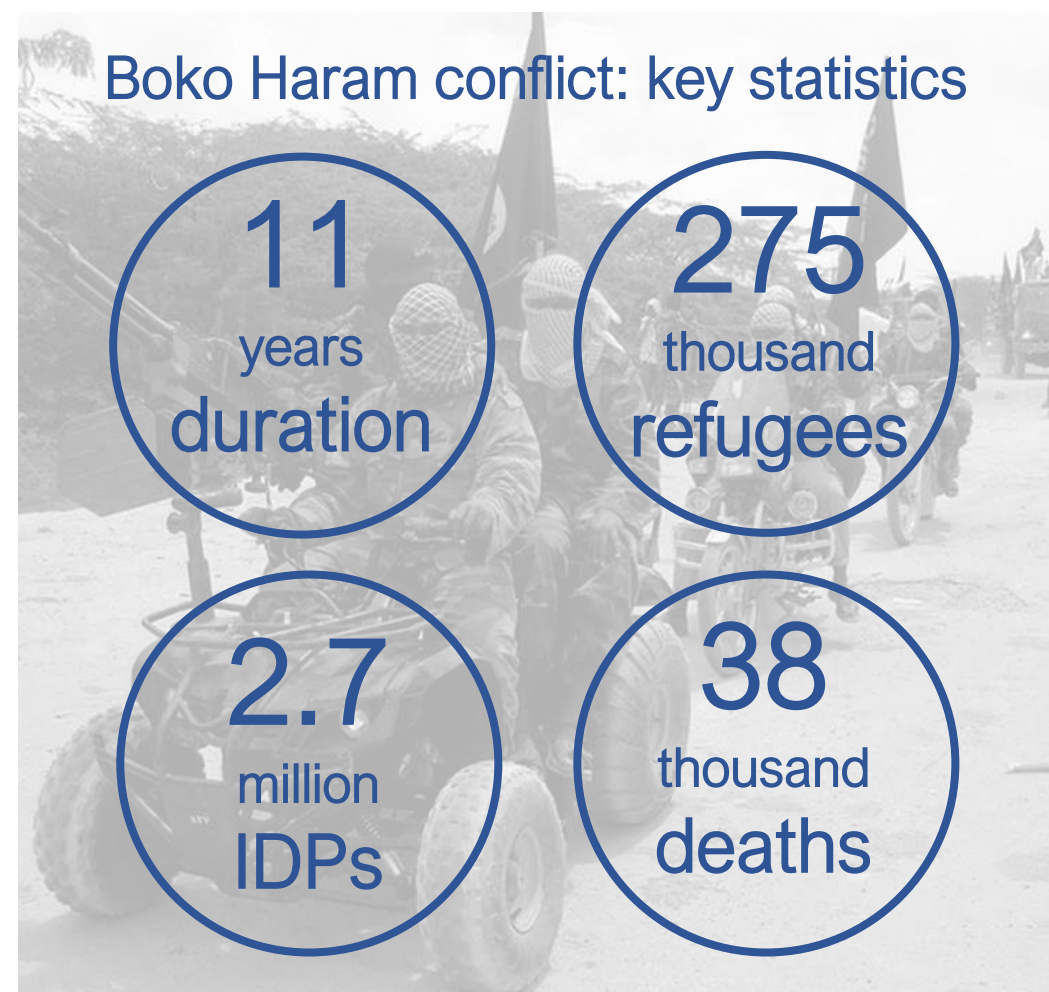 Boko Haram conflict: key statistics
11
years
duration
275
thousand
refugees
2.7
million
IDPs
38
thousand
deaths